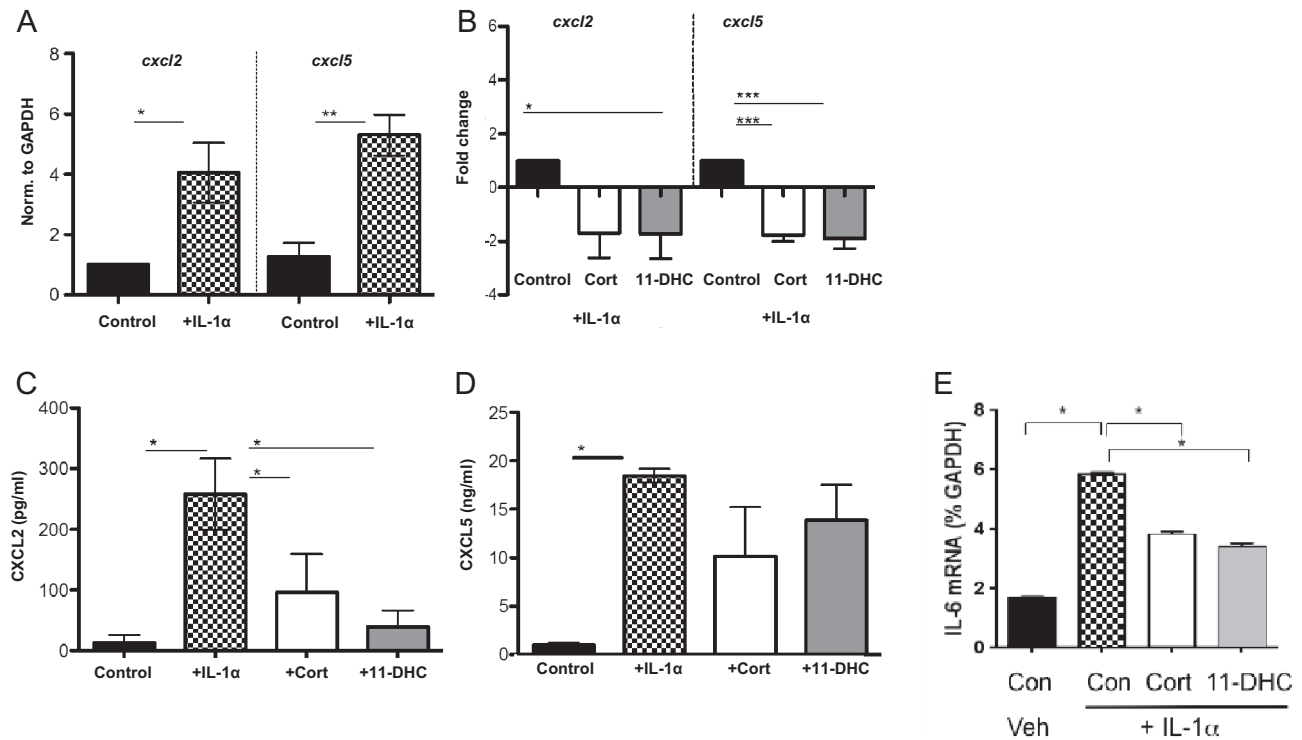 A
Norm. to GAPDH
8
6
4
2
0
cxcl2
cxcl5
*
**
Control
+IL-1α
Control
+IL-1α
B
Fold change
6
4
2
0
-2
-4
cxcl2
cxcl5
*
***
***
Control
Cort
11-DHC
Control
Cort
11-DHC
+IL-1α
+IL-1α
C
CXCL2 (pg/ml)
400
300
200
100
0
*
*
*
Control
+IL-1α
+Cort
+11-DHC
D
CXCL5 (ng/ml)
25
20
15
10
5
0
*
Control
+IL-1α
+Cort
+11-DHC
E
IL-6 mRNA (% GAPDH)
8
6
4
2
0
*
*
*
Con
Con
Cort
11-DHC
Veh
+ IL-1α